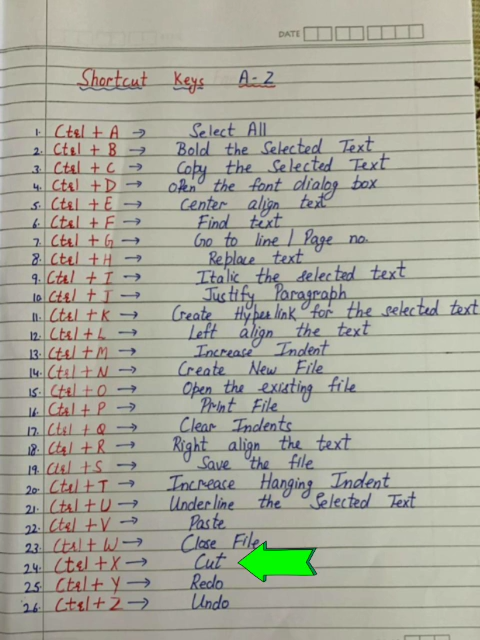 DATE
Shortcut Keys A-Z
1. Ctrl + A → Select All
2. Ctrl + B → Bold the Selected Text
3. Ctrl + C → Copy the Selected Text
4. Ctrl + D → Open the font dialog box
5. Ctrl + E → Center align text
6. Ctrl + F → Find text
7. Ctrl + G → Go to line / Page no.
8. Ctrl + H → Replace text
9. Ctrl + I → Italic the selected text
10. Ctrl + J → Justify Paragraph
11. Ctrl + K → Create Hyperlink for the selected text
12. Ctrl + L → Left align the text
13. Ctrl + M → Increase Indent
14. Ctrl + N → Create New File
15. Ctrl + O → Open the existing file
16. Ctrl + P → Print File
17. Ctrl + Q → Clear Indents
18. Ctrl + R → Right align the text
19. Ctrl + S → Save the file
20. Ctrl + T → Increase Hanging Indent
21. Ctrl + U → Underline the Selected Text
22. Ctrl + V → Paste
23. Ctrl + W → Close File
24. Ctrl + X → Cut
25. Ctrl + Y → Redo
26. Ctrl + Z → Undo